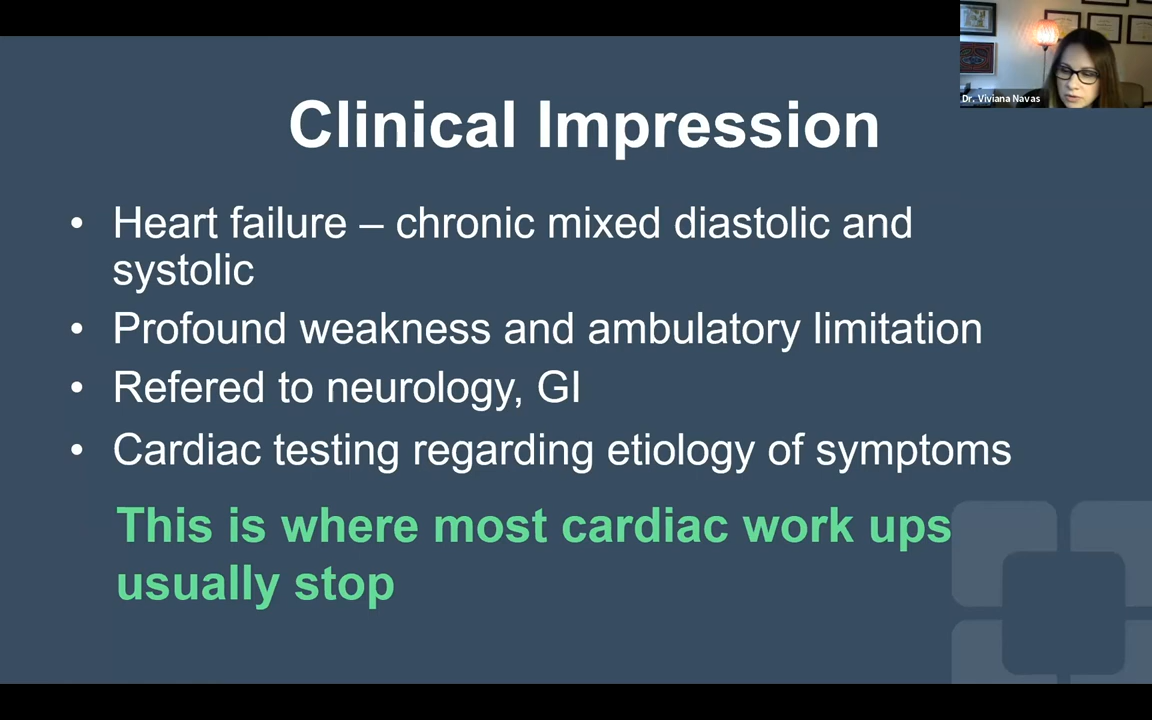 Dr. Viviana Navas
Clinical Impression
• Heart failure – chronic mixed diastolic and
systolic
• Profound weakness and ambulatory limitation
• Refered to neurology, GI
• Cardiac testing regarding etiology of symptoms
This is where most cardiac work ups
usually stop